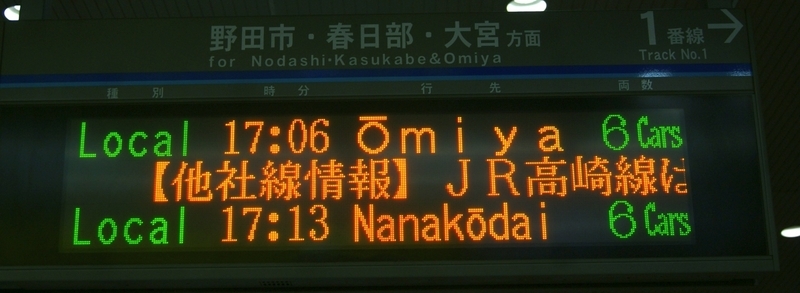 野田市・春日部・大宮方面 1番線
for Nodashi・Kasukabe&Omiya Track No.1
種別 時分 行先 両数
Local 17:06 Ōmiya 6 Cars
【他社線情報】 JR高崎線は
Local 17:13 Nanakōdai 6 Cars